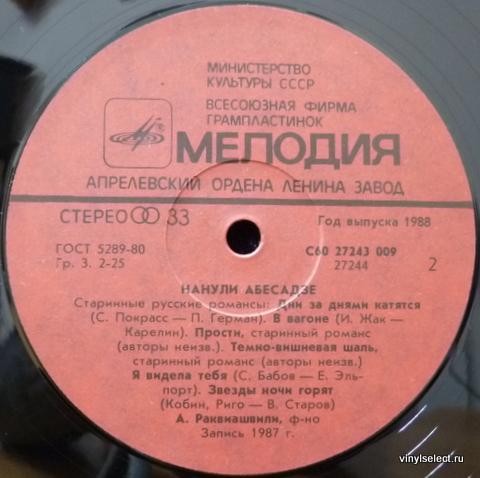 МИНИСТЕРСТВО
КУЛЬТУРЫ СССР
ВСЕСОЮЗНАЯ ФИРМА
ГРАМПЛАСТИНОК
МЕЛОДИЯ
АПРЕЛЕВСКИЙ ОРДЕНА ЛЕНИНА ЗАВОД
СТЕРЕО 33 Год выпуска 1988
ГОСТ 5289-80 С60 27243 009
Гр. 3. 2-25 27244 2
НАНУЛИ АБЕСАДЗЕ
Старинные русские романсы: Дни за днями катятся
(С. Покрасс — П. Герман). В вагоне (И. Жак —
Карелин). Прости, старинный романс
(авторы неизв.). Темно-вишневая шаль,
старинный романс (авторы неизв.)
Я видела тебя (С. Бабов — Е. Эль-
порт). Звезды ночи горят
(Кобин, Риго — В. Старов)
А. Раквиашвили, ф-но
Запись 1987 г.
vinylselect.ru